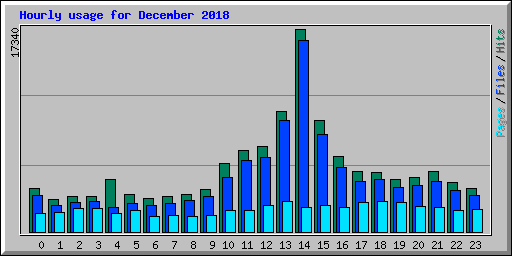 Hourly usage for December 2018
17340
Pages/Files/Hits
0 1 2 3 4 5 6 7 8 9 10 11 12 13 14 15 16 17 18 19 20 21 22 23